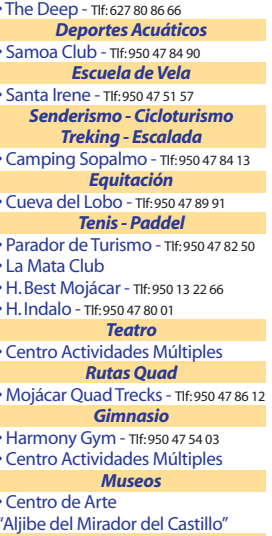 • The Deep - Tlf: 627 80 86 66
Deportes Acuáticos
• Samoa Club - Tlf: 950 47 84 90
Escuela de Vela
• Santa Irene - Tlf: 950 47 51 57
Senderismo - Cicloturismo
Treking - Escalada
• Camping Sopalmo - Tlf: 950 47 84 13
Equitación
• Cueva del Lobo - Tlf: 950 47 89 91
Tenis - Paddel
• Parador de Turismo - Tlf: 950 47 82 50
• La Mata Club
• H. Best Mojácar - Tlf: 950 13 22 66
• H. Indalo - Tlf: 950 47 80 01
Teatro
• Centro Actividades Múltiples
Rutas Quad
• Mojácar Quad Trecks - Tlf: 950 47 86 12
Gimnasio
• Harmony Gym - Tlf: 950 47 54 03
• Centro Actividades Múltiples
Museos
• Centro de Arte
"Aljibe del Mirador del Castillo"